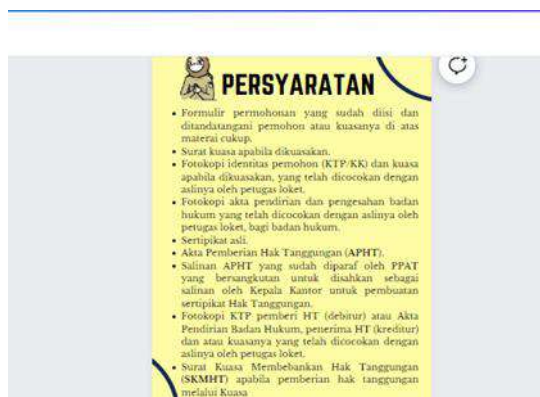 PERSYARATAN
• Formulir permohonan yang sudah diisi dan
ditandatangani pemohon atau kuasanya di atas
materai cukup.
• Surat kuasa apabila dikuasakan.
• Fotokopi identitas pemohon (KTP/KK) dan kuasa
apabila dikuasakan, yang telah dicocokan dengan
aslinya oleh petugas loket.
• Fotokopi akta pendirian dan pengesahan badan
hukum yang telah dicocokan dengan aslinya oleh
petugas loket, bagi badan hukum.
• Sertipikat asli.
• Akta Pemberian Hak Tanggungan (APHT).
• Salinan APHT yang sudah diparaf oleh PPAT
yang bersangkutan untuk disahkan sebagai
salinan oleh Kepala Kantor untuk pembuatan
sertipikat Hak Tanggungan.
• Fotokopi KTP pemberi HT (debitur) atau Akta
Pendirian Badan Hukum, penerima HT (kreditur)
dan atau kuasanya yang telah dicocokan dengan
aslinya oleh petugas loket.
• Surat Kuasa Membebankan Hak Tanggungan
(SKMHT) apabila pemberian hak tanggungan
melalui Kuasa